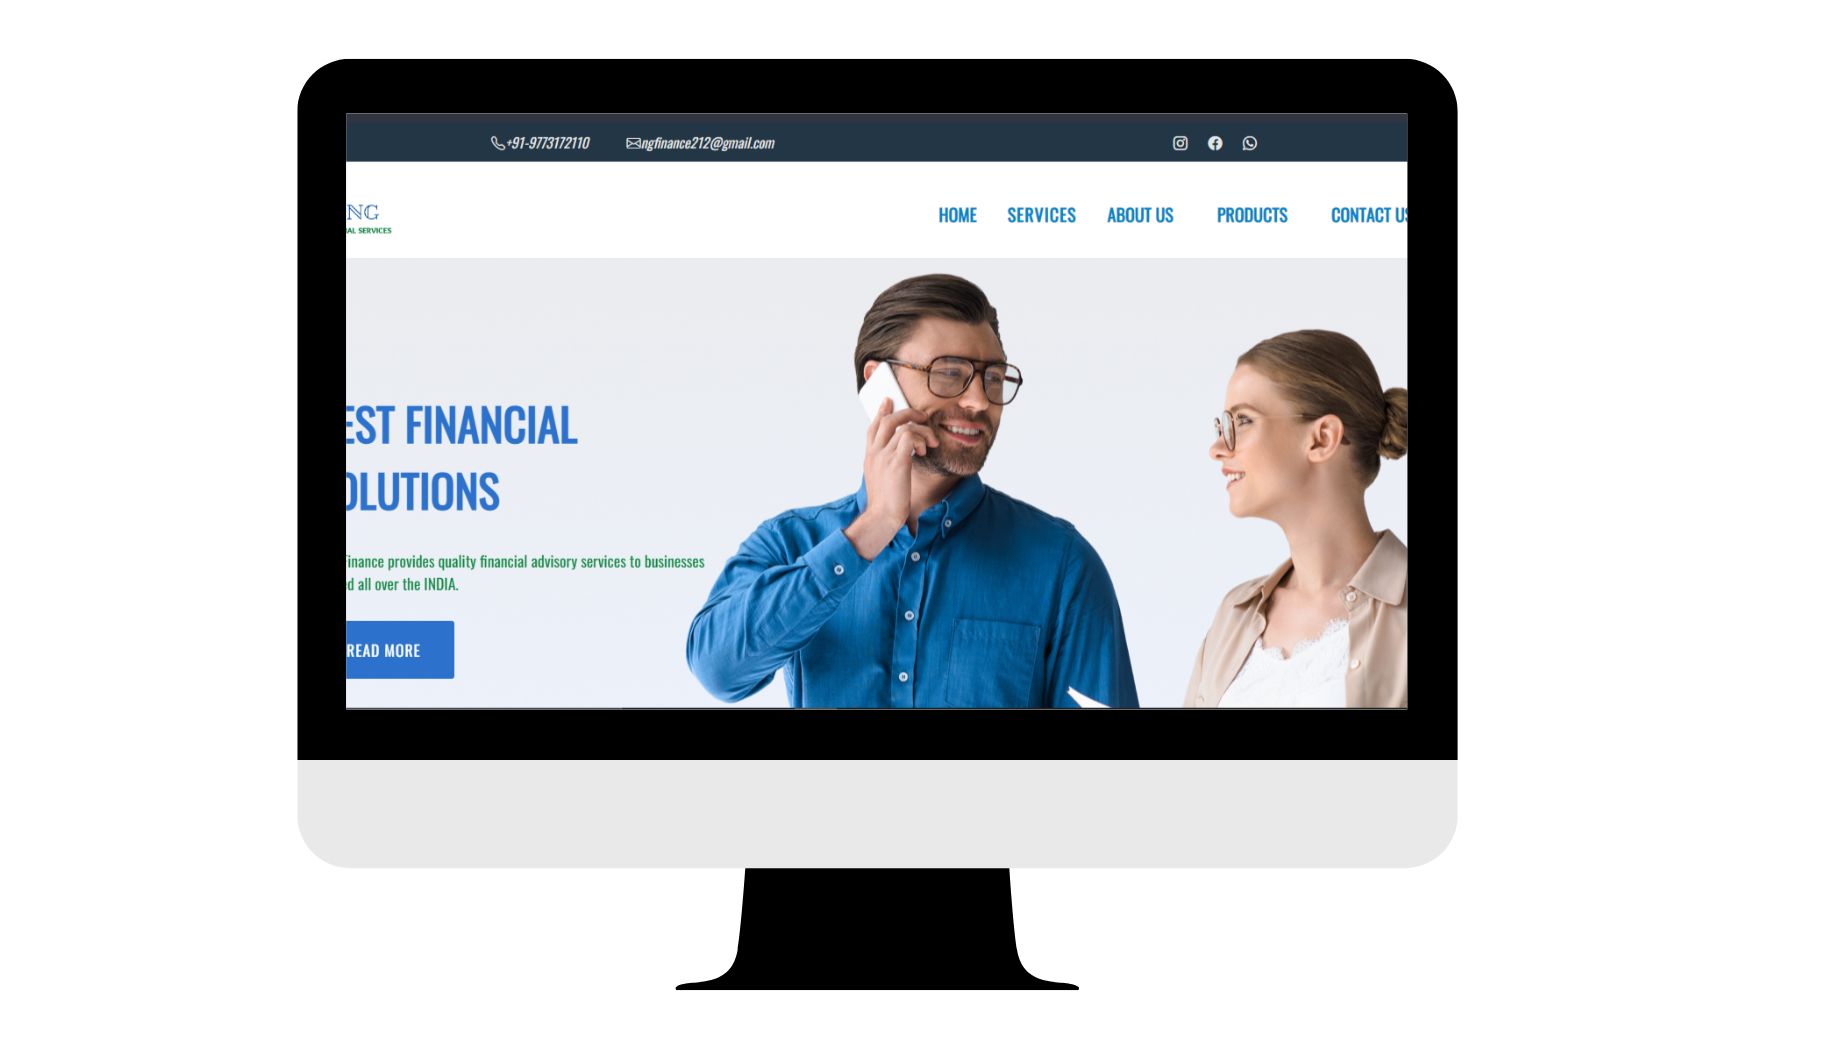 +91-9773172110 ngfinance212@gmail.com
NG
AL SERVICES
HOME SERVICES ABOUT US PRODUCTS CONTACT US
EST FINANCIAL
OLUTIONS
Finance provides quality financial advisory services to businesses
d all over the INDIA.
READ MORE